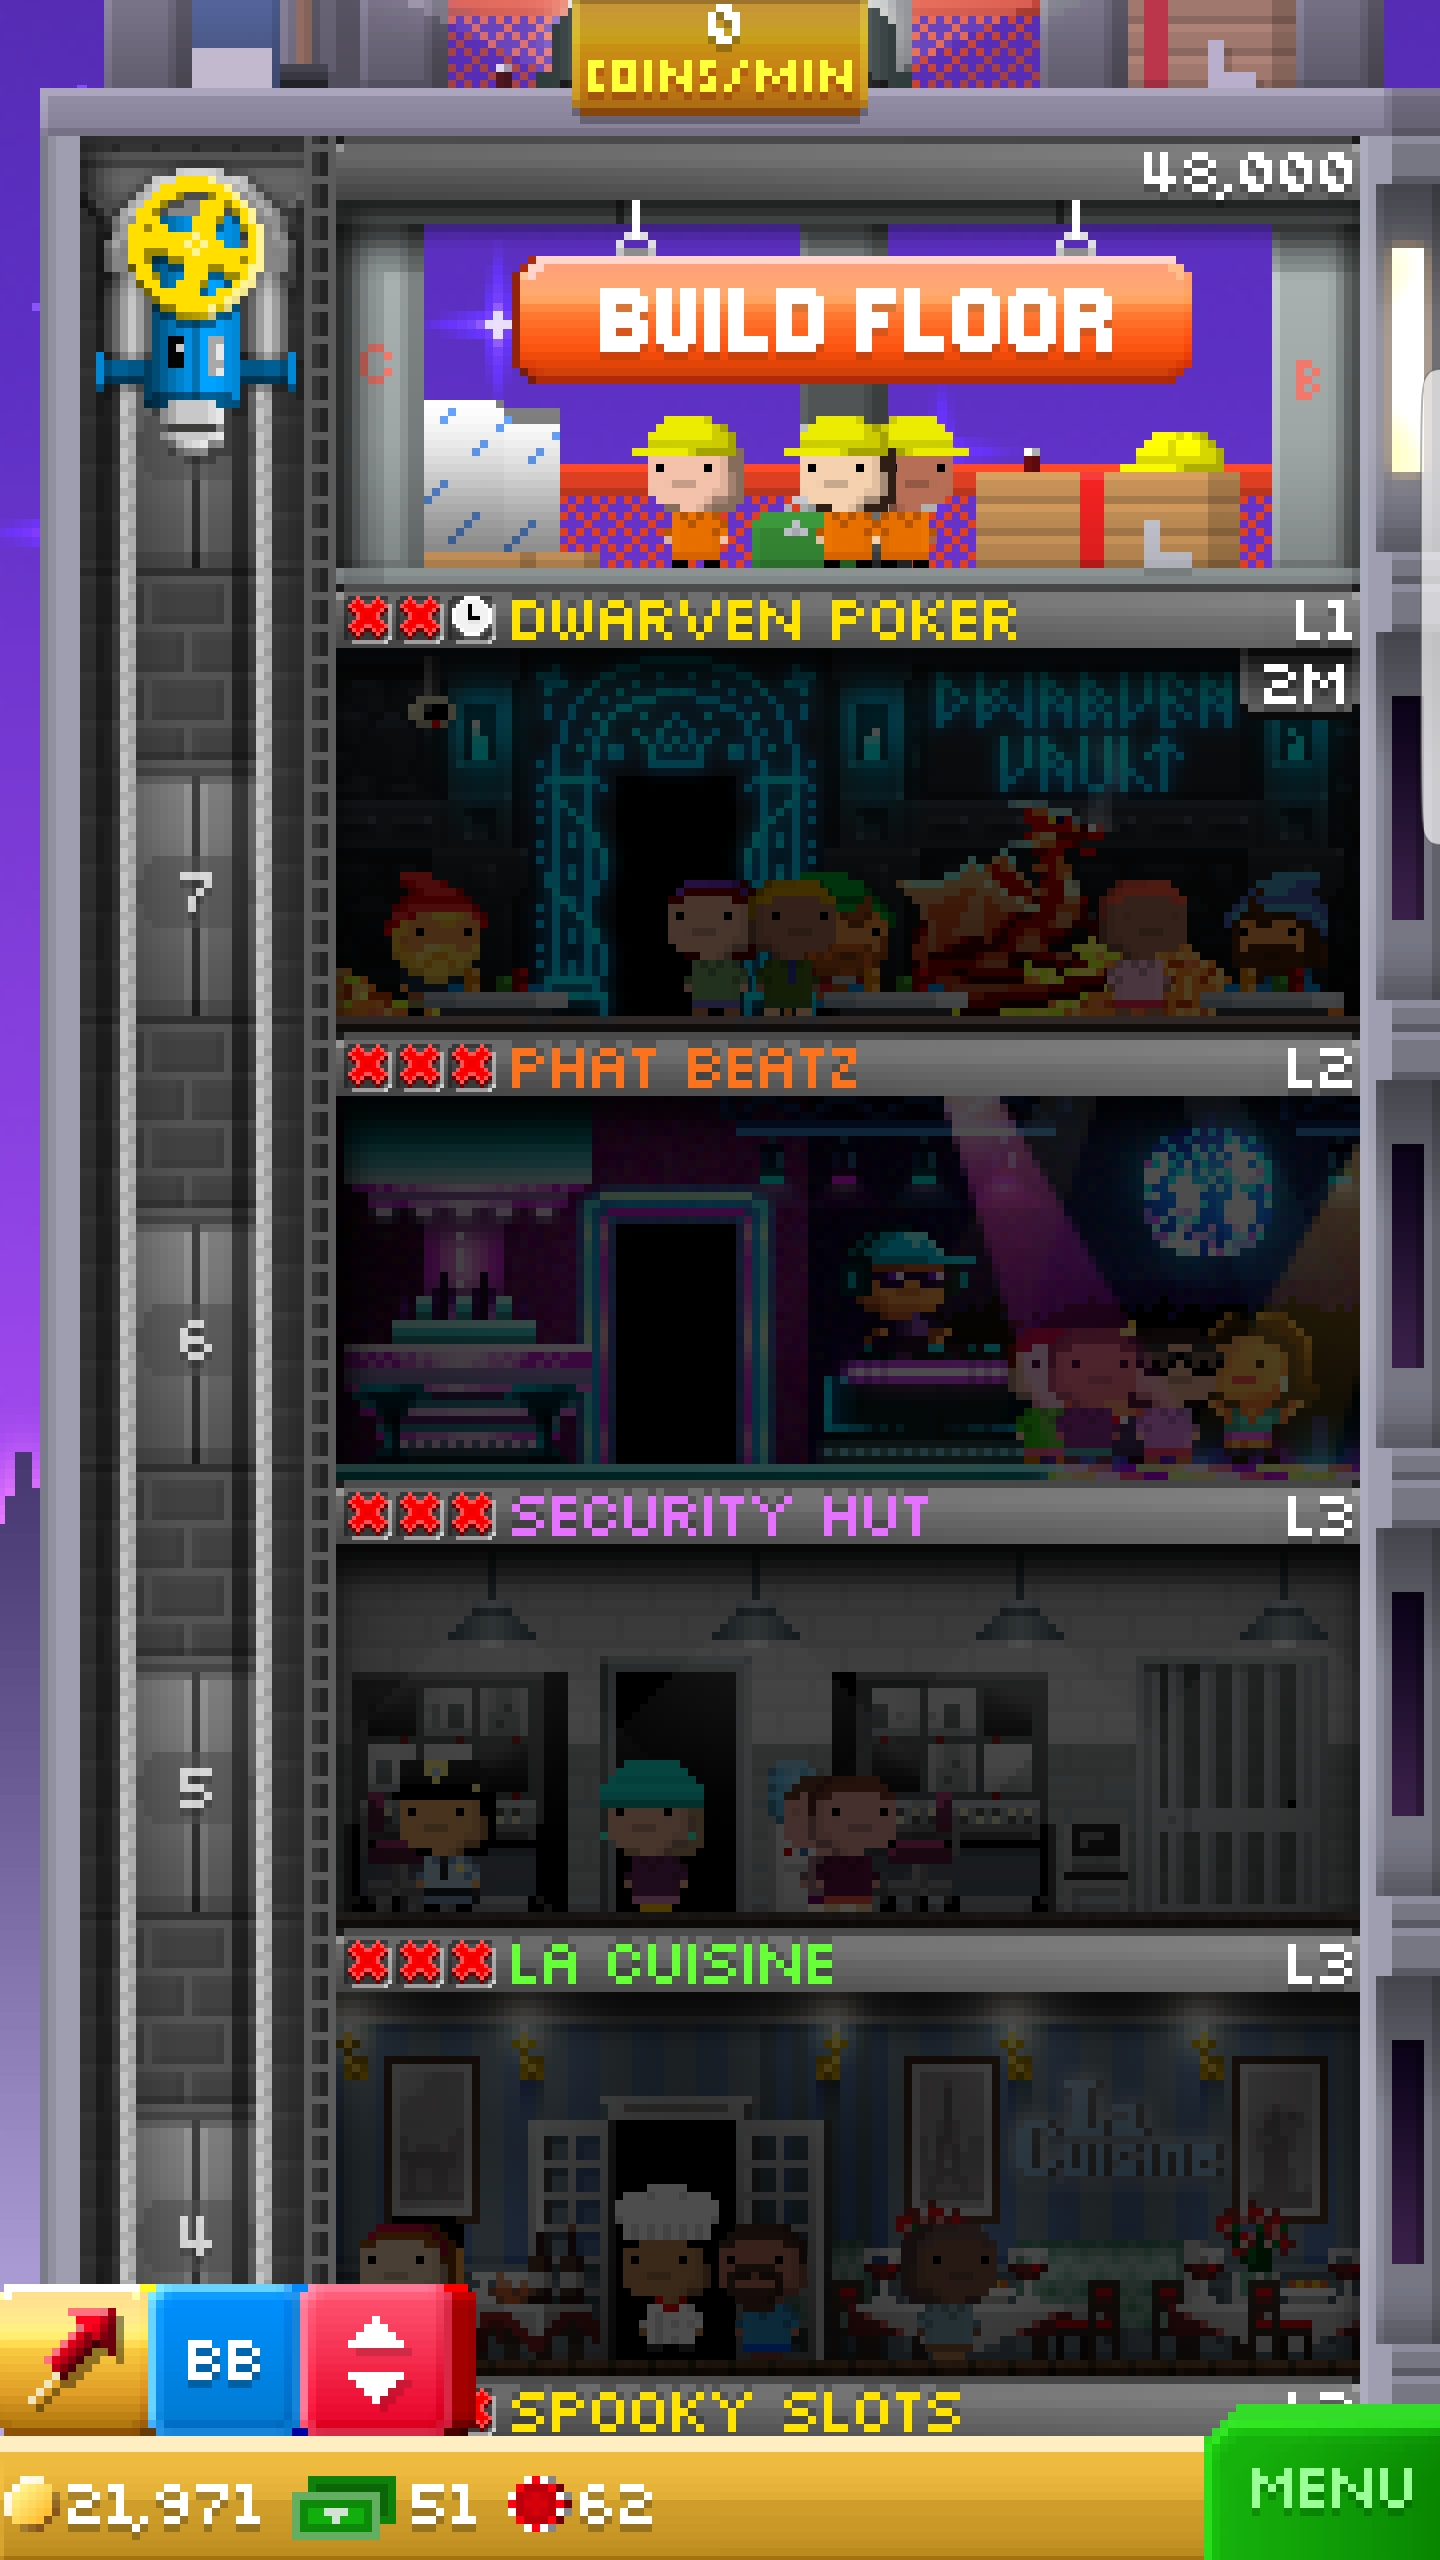 0
COINS/MIN
48,000
BUILD FLOOR
C
B
DWARVEN POKER L1
2M
DWARVEN
VAULT
7
PHAT BEATZ L2
6
SECURITY HUT L3
5
LA CUISINE L3
La
Cuisine
4
SPOOKY SLOTS
BB
21,971 51 62
MENU